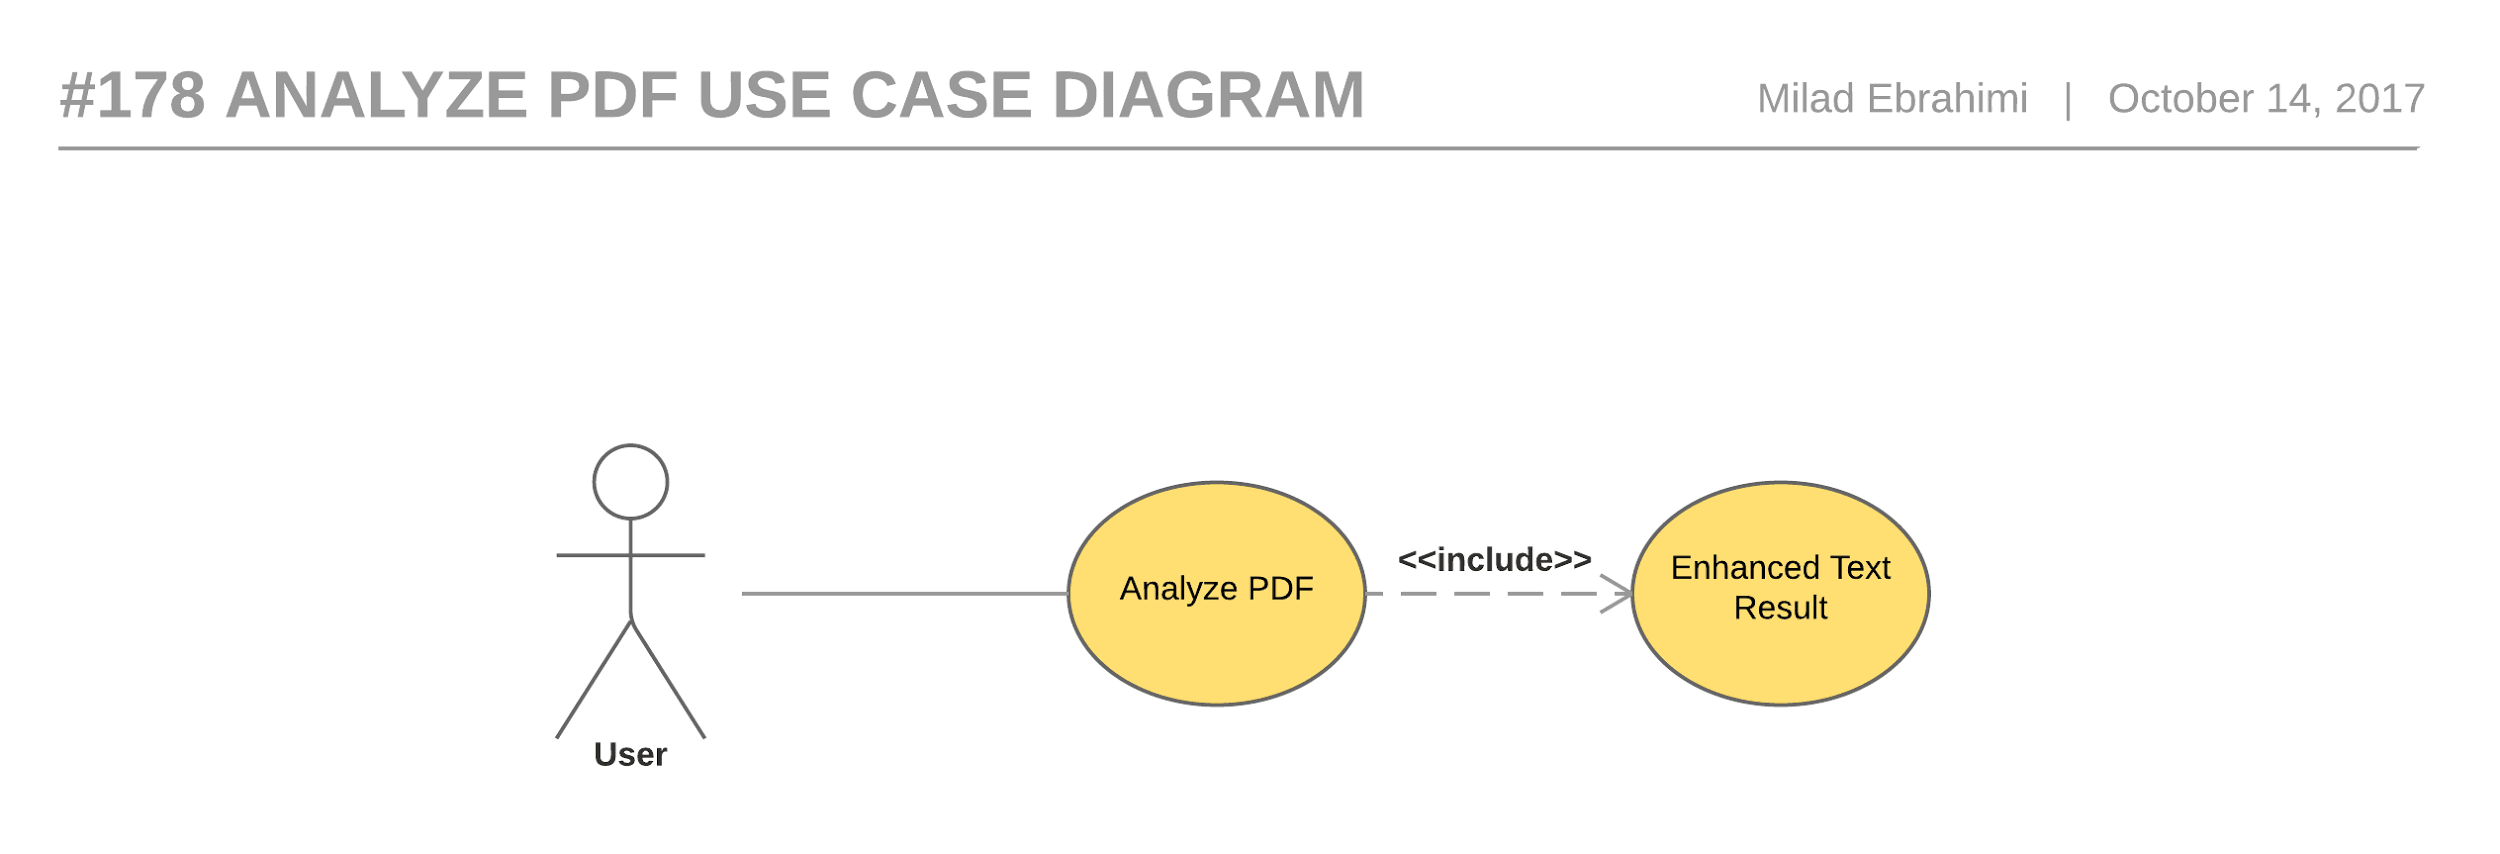 #178 ANALYZE PDF USE CASE DIAGRAM
Milad Ebrahimi | October 14, 2017
<<include>>
Analyze PDF
Enhanced Text
Result
User